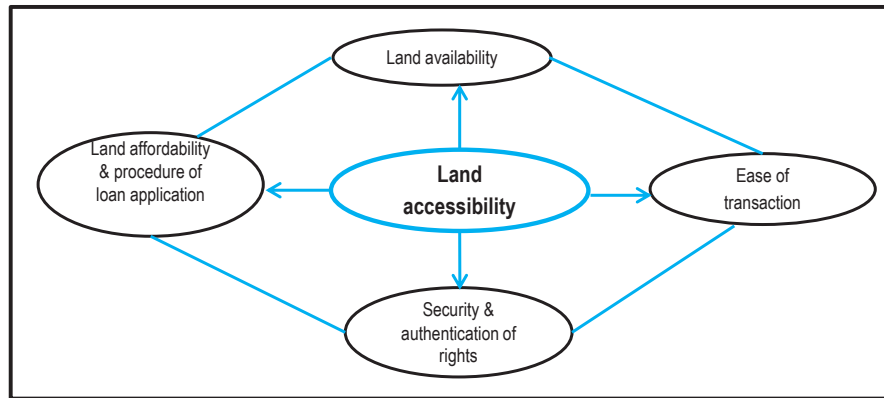 Land availability
Land affordability
& procedure of
loan application
Land
accessibility
Ease of
transaction
Security &
authentication of
rights